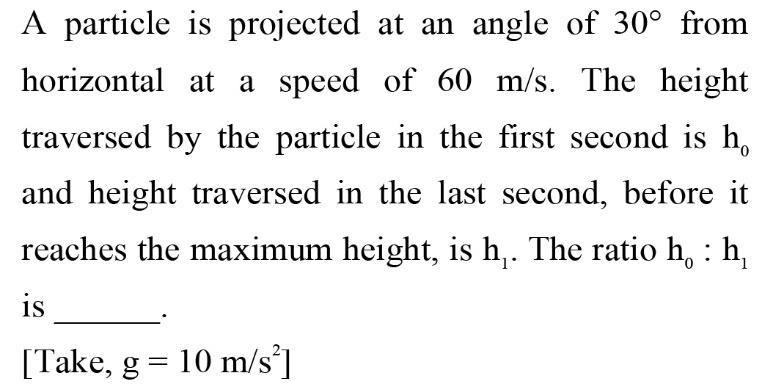 A particle is projected at an angle of 30° from
horizontal at a speed of 60 m/s. The height
traversed by the particle in the first second is h₀
and height traversed in the last second, before it
reaches the maximum height, is h₁. The ratio h₀ : h₁
is ______.
[Take, g = 10 m/s²]